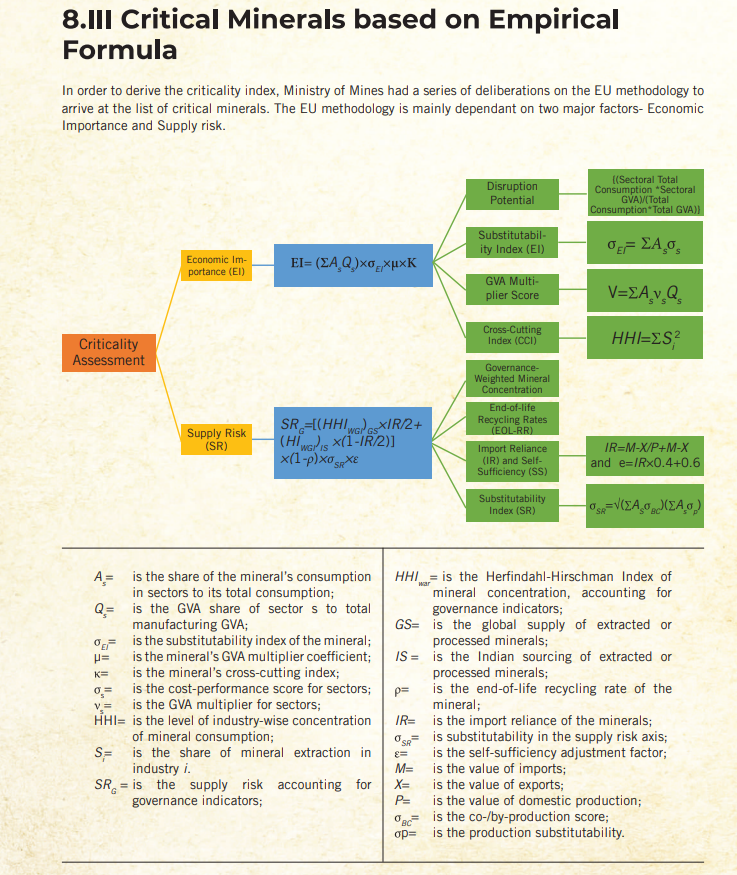 8.III Critical Minerals based on Empirical
Formula
In order to derive the criticality index, Ministry of Mines had a series of deliberations on the EU methodology to
arrive at the list of critical minerals. The EU methodology is mainly dependant on two major factors- Economic
Importance and Supply risk.
Criticality
Assessment
Economic Im-
portance (EI)
EI= (ΣA_sQ_s)×σ_EI×μ×K
Disruption
Potential
[(Sectoral Total
Consumption *Sectoral
GVA)/(Total
Consumption*Total GVA)]
Substitutabil-
ity Index (EI)
σ_EI= ΣA_sσ_s
GVA Multi-
plier Score
V=ΣA_sν_sQ_s
Cross-Cutting
Index (CCI)
HHI=ΣS_i²
Supply Risk
(SR)
SR_G=[(HHI_WGI)_GS×IR/2+
(HI_WGI)_IS ×(1-IR/2)]
×(1-ρ)×σ_SR×ε
Governance-
Weighted Mineral
Concentration
End-of-life
Recycling Rates
(EOL-RR)
Import Reliance
(IR) and Self-
Sufficiency (SS)
IR=M-X/P+M-X
and e=IR×0.4+0.6
Substitutability
Index (SR)
σ_SR=√(ΣA_sσ_BC)(ΣA_sσ_p)
A_s= is the share of the mineral's consumption
in sectors to its total consumption;
Q_s= is the GVA share of sector s to total
manufacturing GVA;
σ_EI= is the substitutability index of the mineral;
μ= is the mineral's GVA multiplier coefficient;
κ= is the mineral's cross-cutting index;
σ_s= is the cost-performance score for sectors;
ν_s= is the GVA multiplier for sectors;
HHI= is the level of industry-wise concentration
of mineral consumption;
S_i= is the share of mineral extraction in
industry i.
SR_G = is the supply risk accounting for
governance indicators;
HHI_war= is the Herfindahl-Hirschman Index of
mineral concentration, accounting for
governance indicators;
GS= is the global supply of extracted or
processed minerals;
IS = is the Indian sourcing of extracted or
processed minerals;
ρ= is the end-of-life recycling rate of the
mineral;
IR= is the import reliance of the minerals;
σ_SR= is substitutability in the supply risk axis;
ε= is the self-sufficiency adjustment factor;
M= is the value of imports;
X= is the value of exports;
P= is the value of domestic production;
σ_BC= is the co-/by-production score;
σp= is the production substitutability.